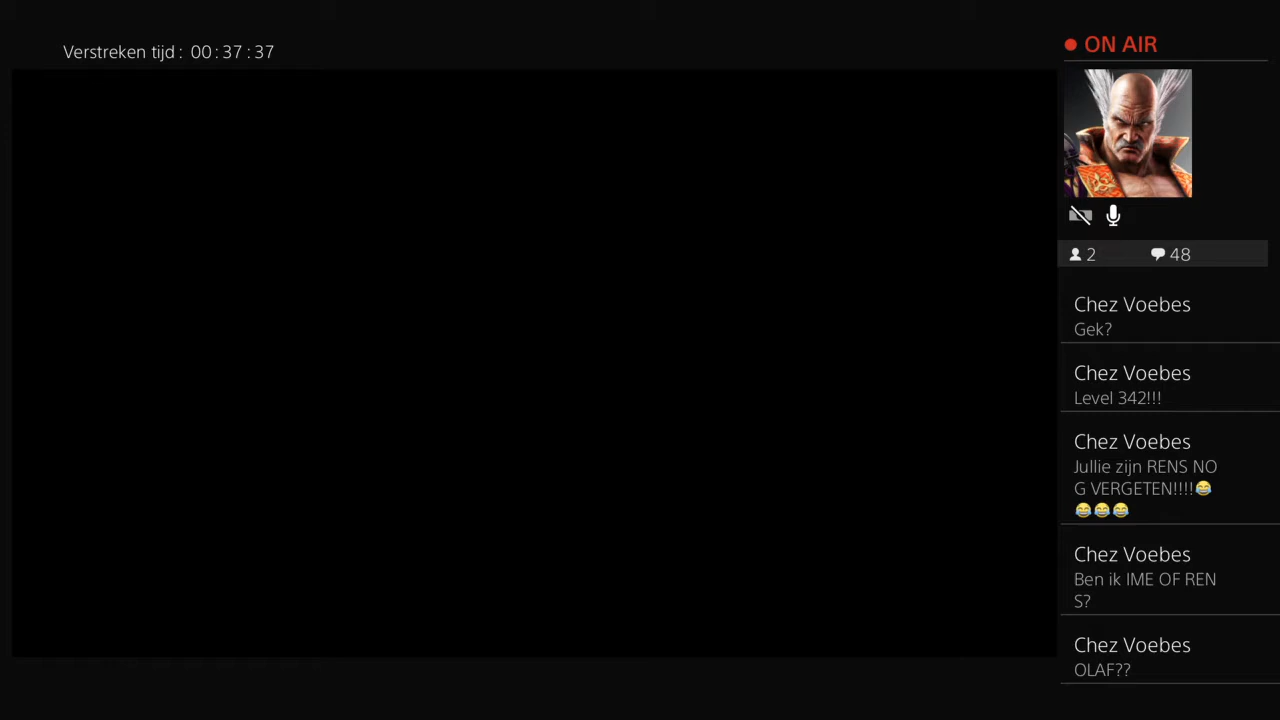 Verstreken tijd : 00:37:37
ON AIR
2
48
Chez Voebes
Gek?
Chez Voebes
Level 342!!!
Chez Voebes
Jullie zijn RENS NO
G VERGETEN!!!!😂
😂😂😂
Chez Voebes
Ben ik IME OF REN
S?
Chez Voebes
OLAF??